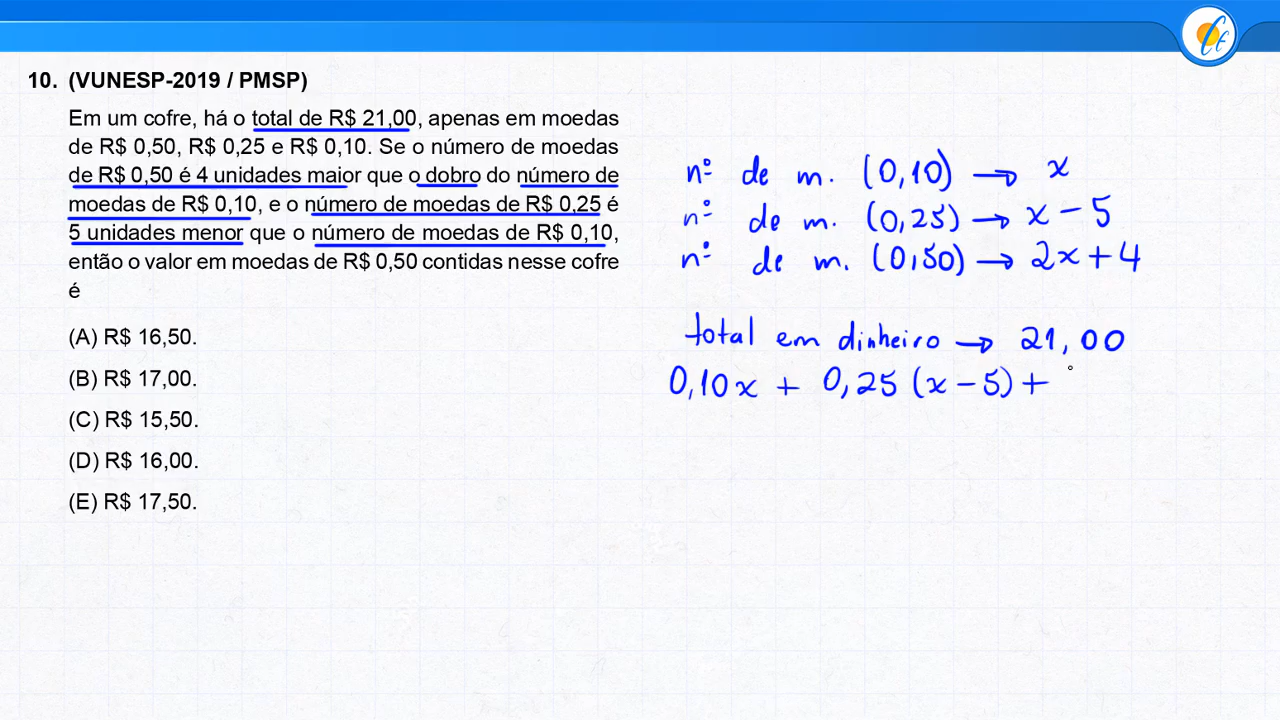 10. (VUNESP-2019 / PMSP)
Em um cofre, há o total de R$ 21,00, apenas em moedas
de R$ 0,50, R$ 0,25 e R$ 0,10. Se o número de moedas
de R$ 0,50 é 4 unidades maior que o dobro do número de
moedas de R$ 0,10, e o número de moedas de R$ 0,25 é
5 unidades menor que o número de moedas de R$ 0,10,
então o valor em moedas de R$ 0,50 contidas nesse cofre
é
(A) R$ 16,50.
(B) R$ 17,00.
(C) R$ 15,50.
(D) R$ 16,00.
(E) R$ 17,50.
nº de m. (0,10) → x
nº de m. (0,25) → x - 5
nº de m. (0,50) → 2x + 4
total em dinheiro → 21,00
0,10x + 0,25 (x - 5) +